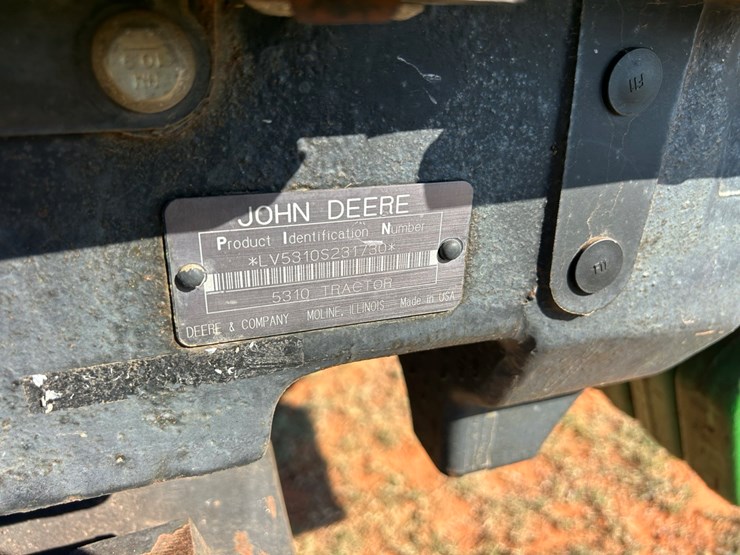 JOHN DEERE
Product Identification Number
*LV5310S231730*
5310 TRACTOR
DEERE & COMPANY MOLINE, ILLINOIS Made in USA